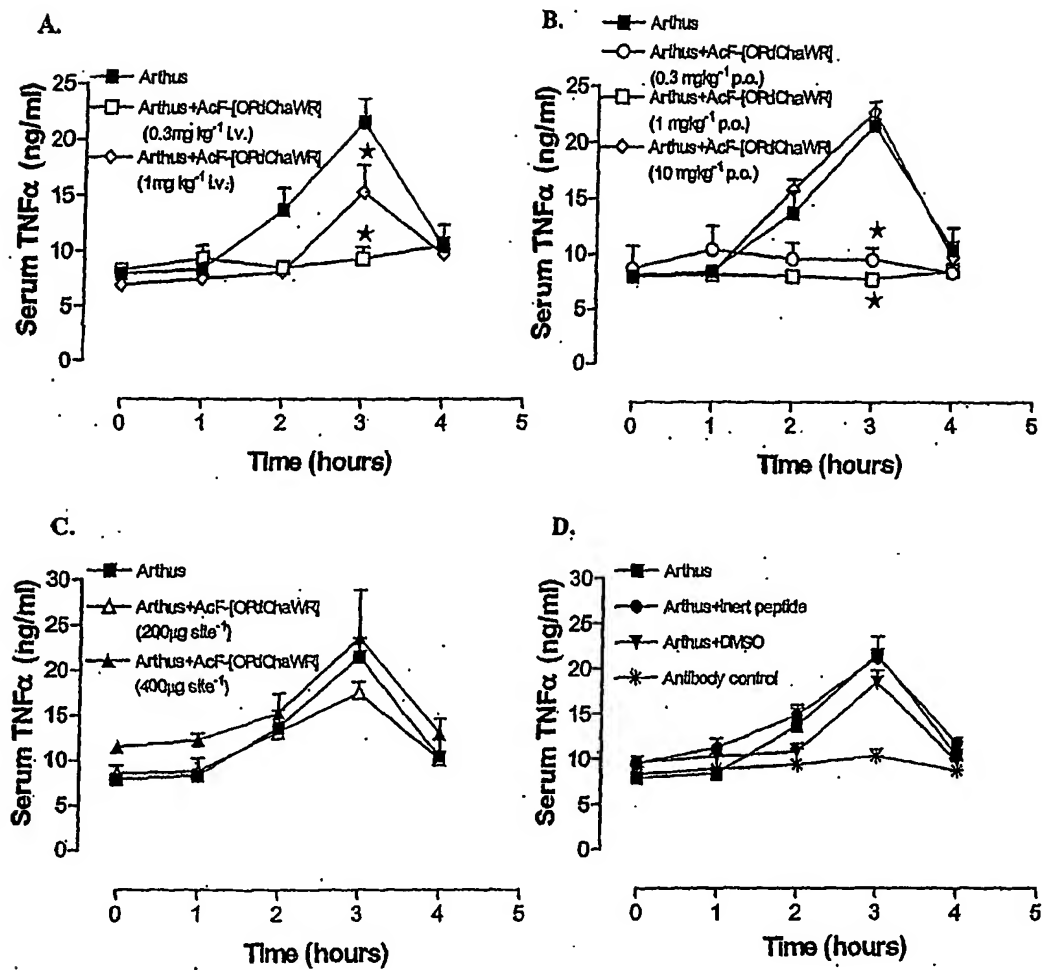 A.
Serum TNFα (ng/ml)
25
20
15
10
5
0
Arthus
Arthus+AcF-[OPdChaWR]
(0.3mg kg⁻¹ i.v.)
Arthus+AcF-[OPdChaWR]
(1mg kg⁻¹ i.v.)
0 1 2 3 4 5
Time (hours)
B.
Serum TNFα (ng/ml)
25
20
15
10
5
0
Arthus
Arthus+AcF-[OPdChaWR]
(0.3 mgkg⁻¹ p.o.)
Arthus+AcF-[OPdChaWR]
(1 mgkg⁻¹ p.o.)
Arthus+AcF-[OPdChaWR]
(10 mgkg⁻¹ p.o.)
0 1 2 3 4 5
Time (hours)
C.
Serum TNFα (ng/ml)
30
25
20
15
10
5
0
Arthus
Arthus+AcF-[OPdChaWR]
(200μg site⁻¹)
Arthus+AcF-[OPdChaWR]
(400μg site⁻¹)
0 1 2 3 4 5
Time (hours)
D.
Serum TNFα (ng/ml)
30
25
20
15
10
5
0
Arthus
Arthus+Inert peptide
Arthus+DMSO
Antibody control
0 1 2 3 4 5
Time (hours)